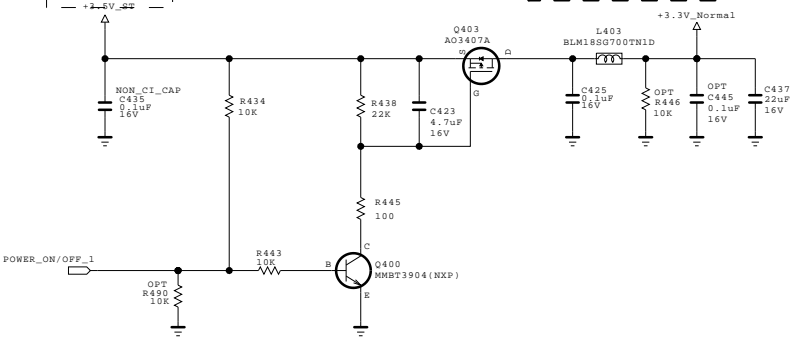 +3.5V_ST
Q403
AO3407A
S
D
G
L403
BLM18SG700TN1D
+3.3V_Normal
NON_CI_CAP
C435
0.1uF
16V
R434
10K
R438
22K
C423
4.7uF
16V
C425
0.1uF
16V
OPT
R446
10K
OPT
C445
0.1uF
16V
C437
22uF
16V
R445
100
POWER_ON/OFF_1
OPT
R490
10K
R443
10K
B
C
E
Q400
MMBT3904(NXP)